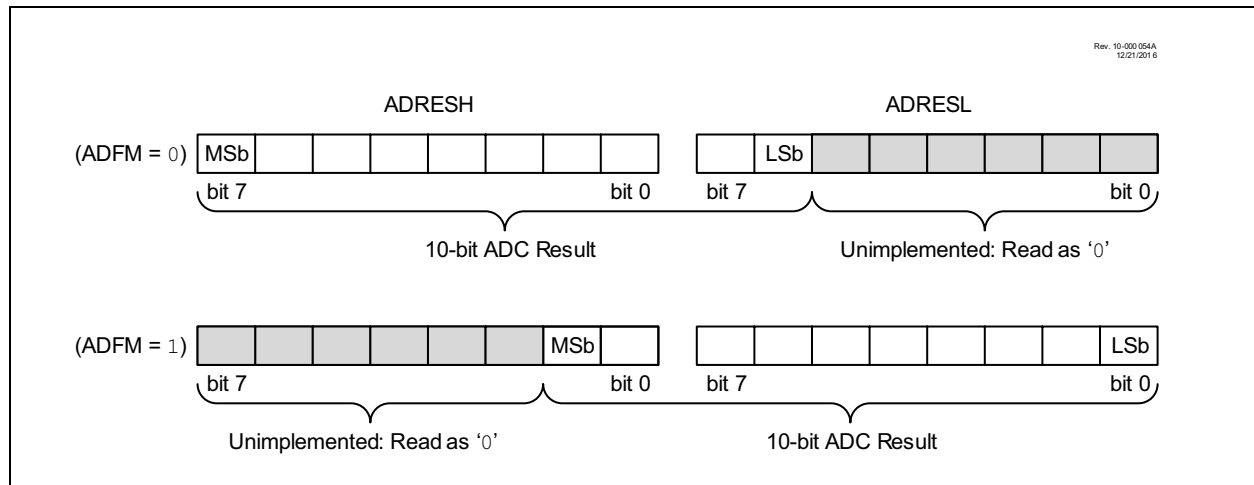 Rev. 10-000 054A
12/21/201 6
ADRESH ADRESL
(ADFM = 0) MSb LSb
bit 7 bit 0 bit 7 bit 0
10-bit ADC Result Unimplemented: Read as ‘0’
(ADFM = 1) MSb LSb
bit 7 bit 0 bit 7 bit 0
Unimplemented: Read as ‘0’ 10-bit ADC Result